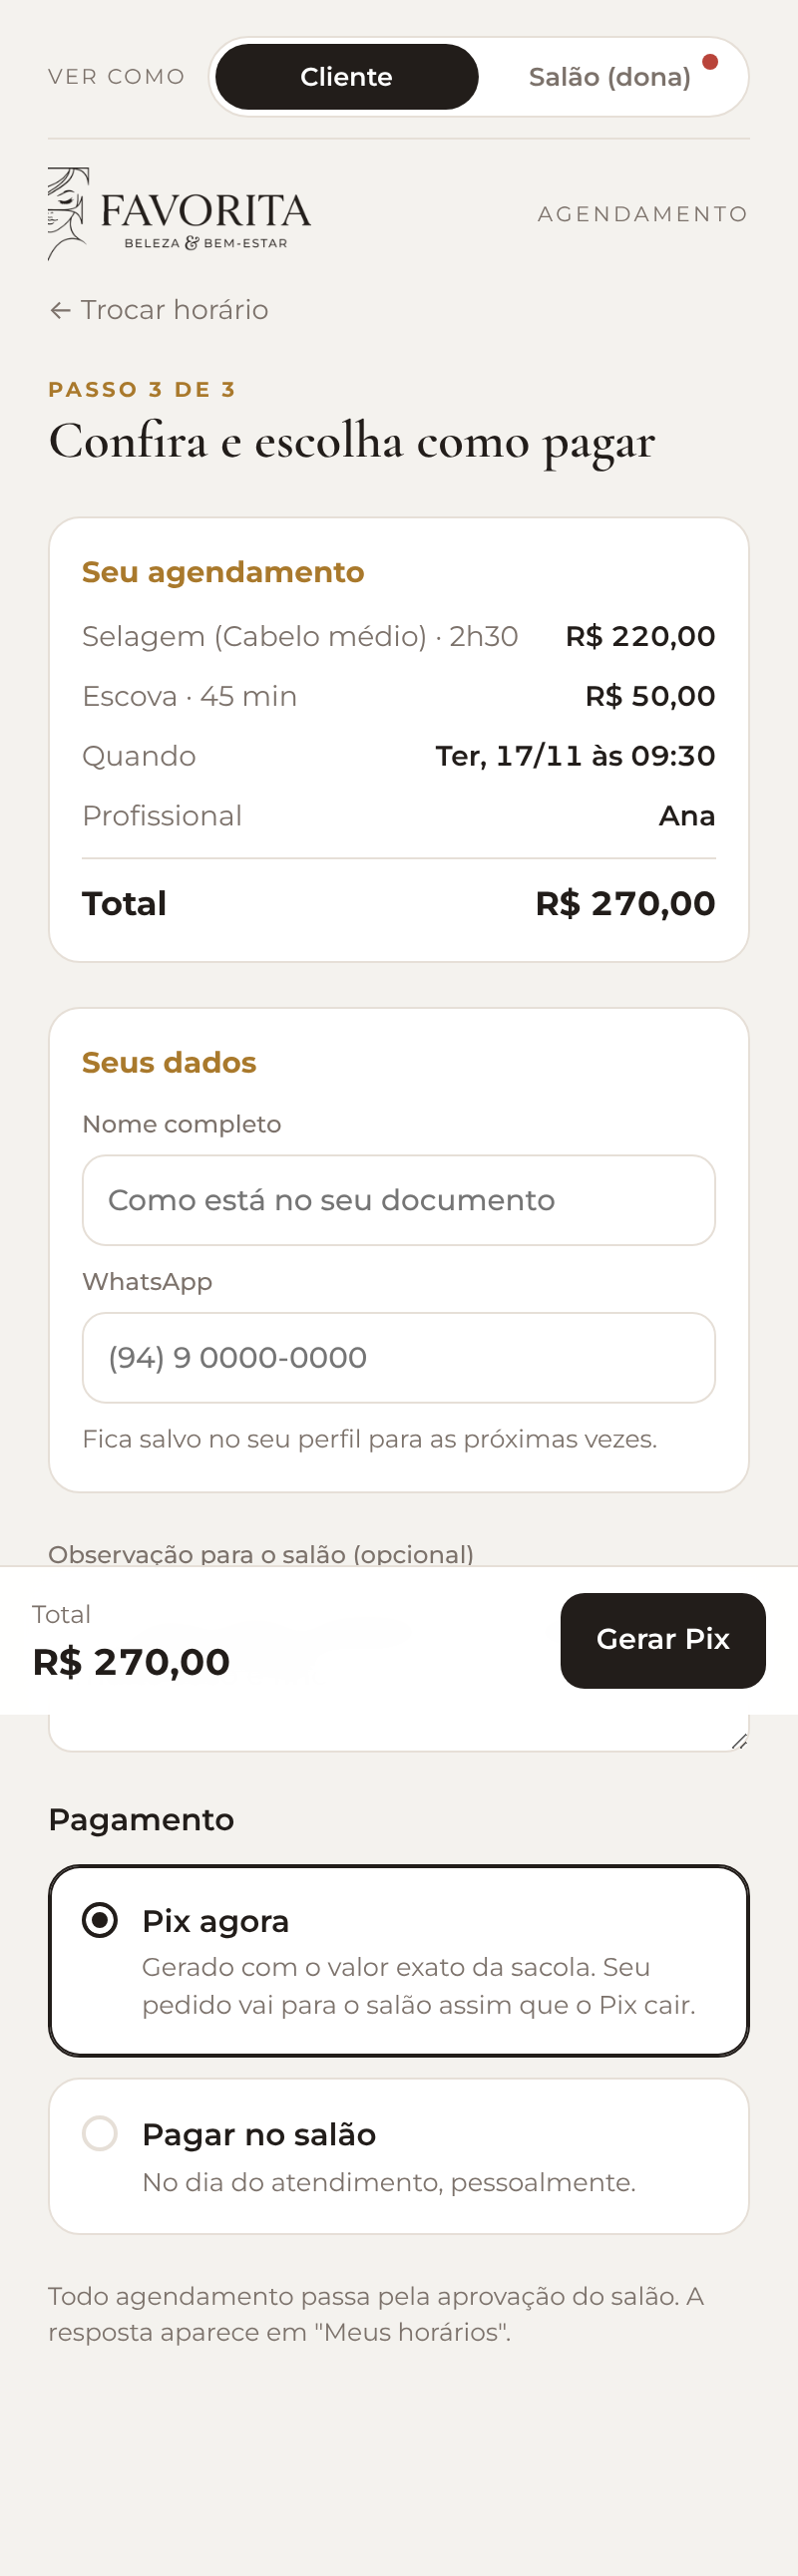 VER COMO
Cliente
Salão (dona)
FAVORITA
BELEZA & BEM-ESTAR
AGENDAMENTO
← Trocar horário
PASSO 3 DE 3
Confira e escolha como pagar
Seu agendamento
Selagem (Cabelo médio) · 2h30 R$ 220,00
Escova · 45 min R$ 50,00
Quando Ter, 17/11 às 09:30
Profissional Ana
Total R$ 270,00
Seus dados
Nome completo
Como está no seu documento
WhatsApp
(94) 9 0000-0000
Fica salvo no seu perfil para as próximas vezes.
Observação para o salão (opcional)
Total
R$ 270,00
Gerar Pix
Pagamento
Pix agora
Gerado com o valor exato da sacola. Seu
pedido vai para o salão assim que o Pix cair.
Pagar no salão
No dia do atendimento, pessoalmente.
Todo agendamento passa pela aprovação do salão. A
resposta aparece em "Meus horários".